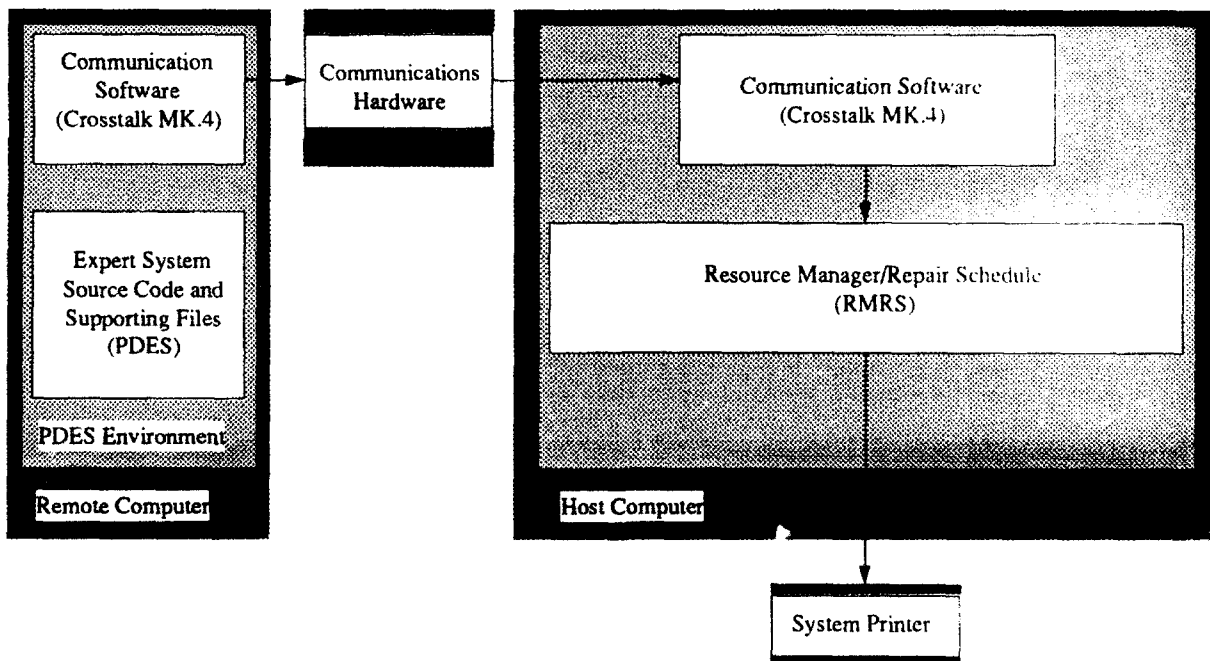 Communication
Software
(Crosstalk MK.4)
Expert System
Source Code and
Supporting Files
(PDES)
PDES Environment
Remote Computer
Communications
Hardware
Communication Software
(Crosstalk MK.4)
Resource Manager/Repair Schedule
(RMRS)
Host Computer
System Printer